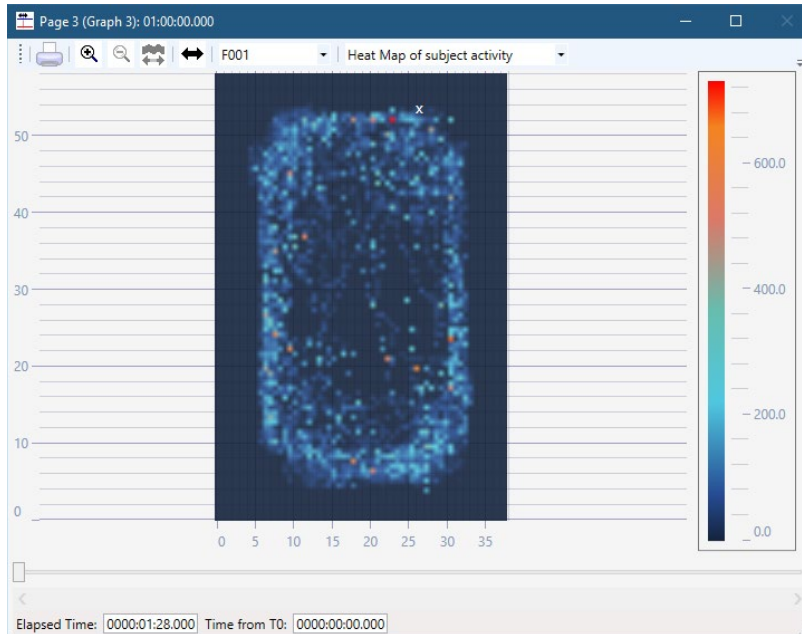 Page 3 (Graph 3): 01:00:00.000
F001 Heat Map of subject activity
x
50
40
30
20
10
0
0 5 10 15 20 25 30 35
600.0
400.0
200.0
0.0
Elapsed Time: 0000:01:28.000 Time from T0: 0000:00:00.000